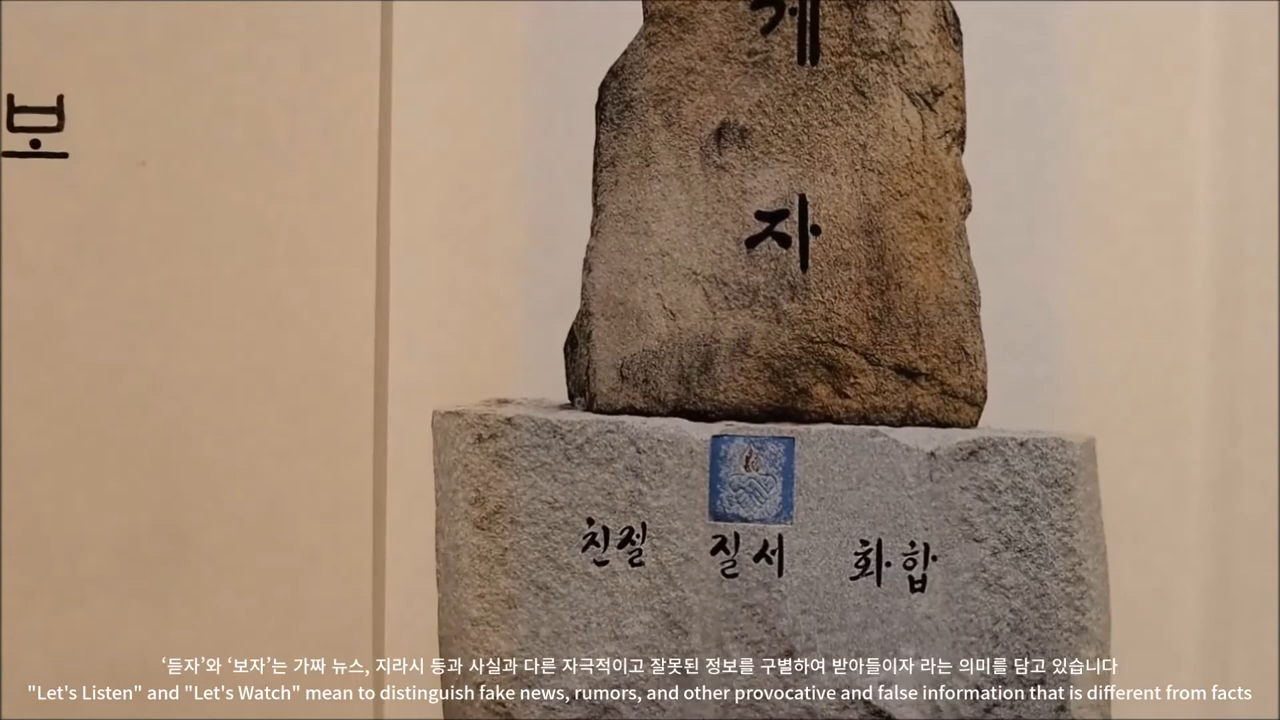 게
보
자
친절 질서 화합
‘듣자’와 ‘보자’는 가짜 뉴스, 지라시 등과 사실과 다른 자극적이고 잘못된 정보를 구별하여 받아들이자 라는 의미를 담고 있습니다
"Let's Listen" and "Let's Watch" mean to distinguish fake news, rumors, and other provocative and false information that is different from facts